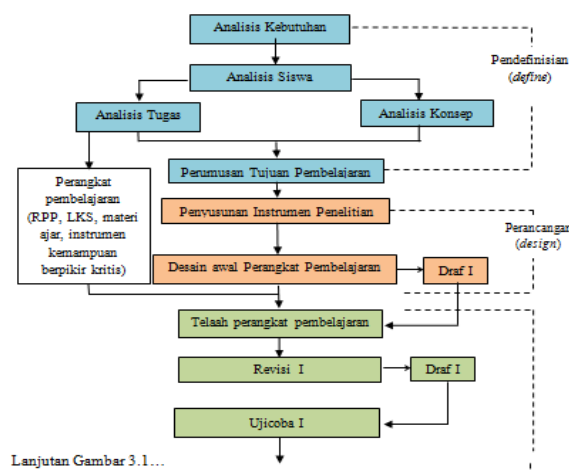 Analisis Kebutuhan
Pendefinisian
(define)
Analisis Siswa
Analisis Tugas
Analisis Konsep
Perumusan Tujuan Pembelajaran
Perangkat
pembelajaran
(RPP, LKS, materi
ajar, instrumen
kemampuan
berpikir kritis)
Penyusunan Instrumen Penelitian
Perancangar
(design)
Desain awal Perangkat Pembelajaran
Draf I
Telaah perangkat pembelajaran
Revisi I
Draf I
Ujicoba I
Lanjutan Gambar 3.1…